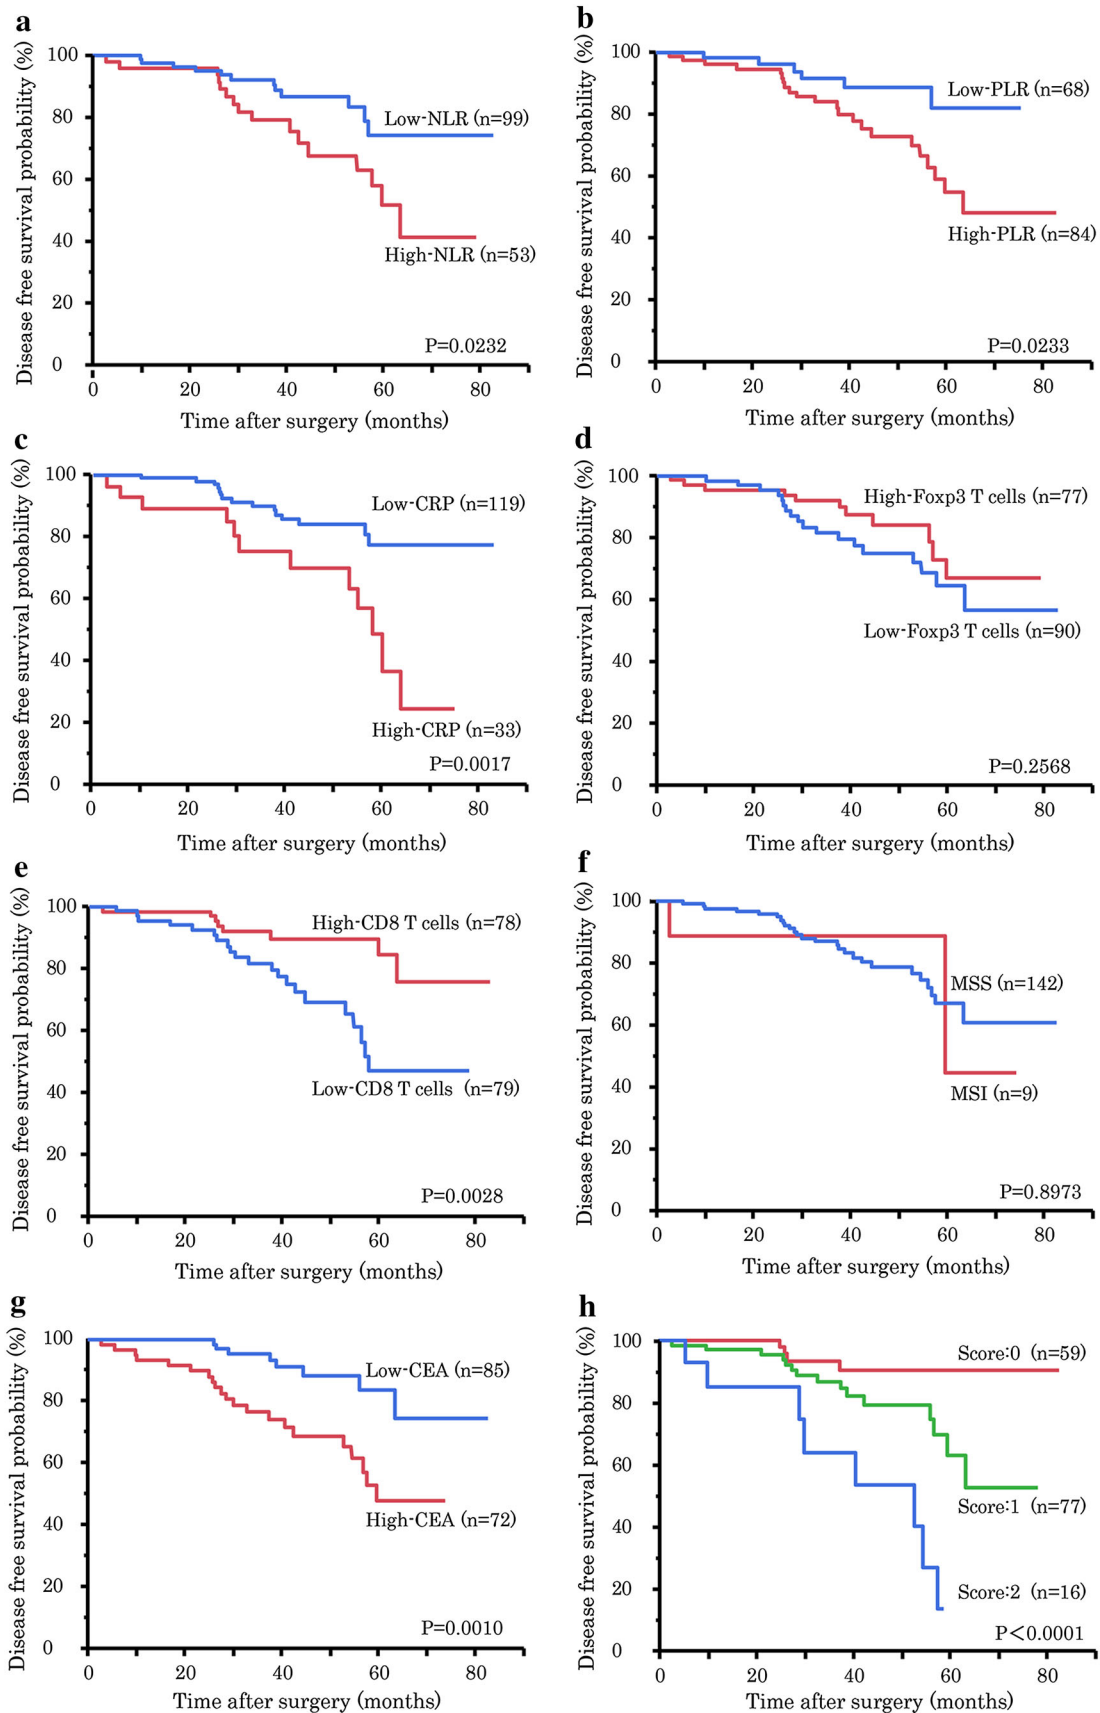 a
Disease free survival probability (%)
100
80
60
40
20
0
Low-NLR (n=99)
High-NLR (n=53)
P=0.0232
0 20 40 60 80
Time after surgery (months)
b
Disease free survival probability (%)
100
80
60
40
20
0
Low-PLR (n=68)
High-PLR (n=84)
P=0.0233
0 20 40 60 80
Time after surgery (months)
c
Disease free survival probability (%)
100
80
60
40
20
0
Low-CRP (n=119)
High-CRP (n=33)
P=0.0017
0 20 40 60 80
Time after surgery (months)
d
Disease free survival probability (%)
100
80
60
40
20
0
High-Foxp3 T cells (n=77)
Low-Foxp3 T cells (n=90)
P=0.2568
0 20 40 60 80
Time after surgery (months)
e
Disease free survival probability (%)
100
80
60
40
20
0
High-CD8 T cells (n=78)
Low-CD8 T cells (n=79)
P=0.0028
0 20 40 60 80
Time after surgery (months)
f
Disease free survival probability (%)
100
80
60
40
20
0
MSS (n=142)
MSI (n=9)
P=0.8973
0 20 40 60 80
Time after surgery (months)
g
Disease free survival probability (%)
100
80
60
40
20
0
Low-CEA (n=85)
High-CEA (n=72)
P=0.0010
0 20 40 60 80
Time after surgery (months)
h
Disease free survival probability (%)
100
80
60
40
20
0
Score:0 (n=59)
Score:1 (n=77)
Score:2 (n=16)
P<0.0001
0 20 40 60 80
Time after surgery (months)